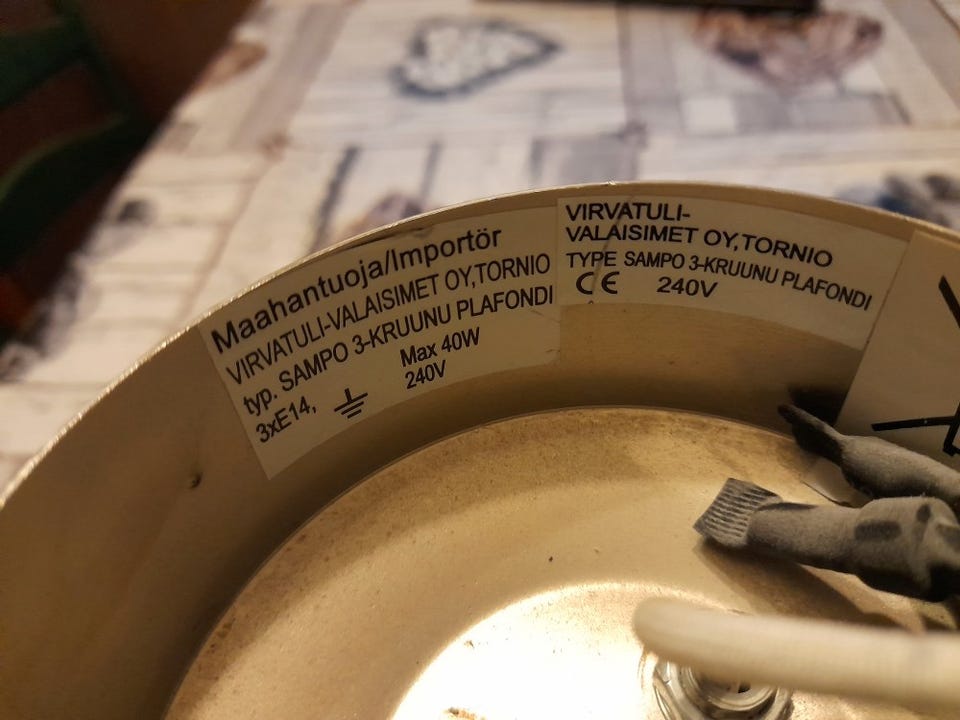 Maahantuoja/Importör
VIRVATULI-VALAISIMET OY,TORNIO
typ. SAMPO 3-KRUUNU PLAFONDI
3xE14, Max 40W
240V
VIRVATULI-
VALAISIMET OY,TORNIO
TYPE SAMPO 3-KRUUNU PLAFONDI
CE 240V